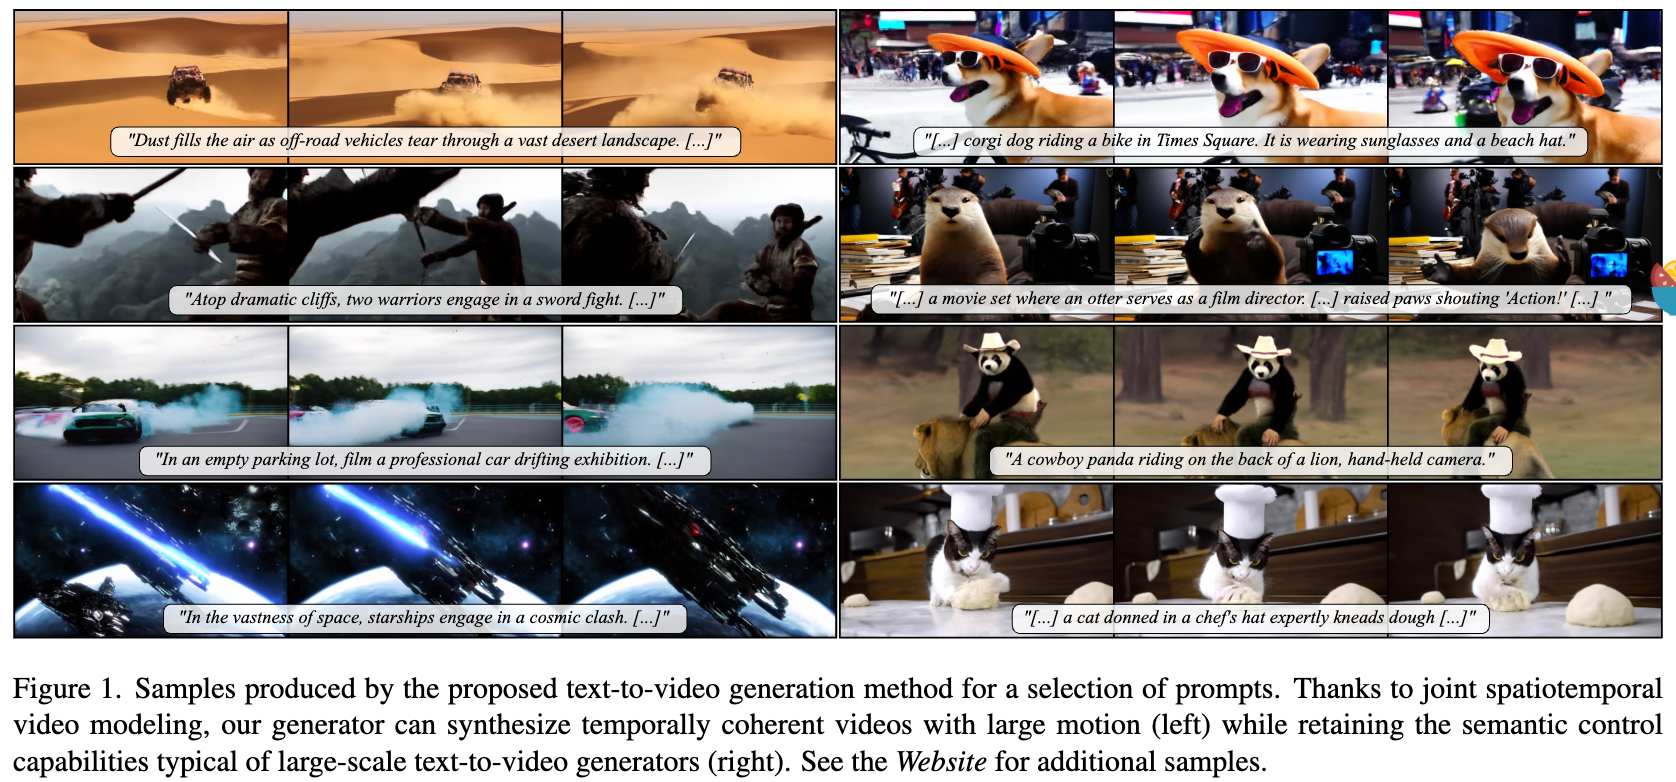 "Dust fills the air as off-road vehicles tear through a vast desert landscape. [...]"
"[...] corgi dog riding a bike in Times Square. It is wearing sunglasses and a beach hat."
"Atop dramatic cliffs, two warriors engage in a sword fight. [...]"
"[...] a movie set where an otter serves as a film director. [...] raised paws shouting 'Action!' [...] "
"In an empty parking lot, film a professional car drifting exhibition. [...]"
"A cowboy panda riding on the back of a lion, hand-held camera."
"In the vastness of space, starships engage in a cosmic clash. [...]"
"[...] a cat donned in a chef's hat expertly kneads dough [...]"
Figure 1. Samples produced by the proposed text-to-video generation method for a selection of prompts. Thanks to joint spatiotemporal
video modeling, our generator can synthesize temporally coherent videos with large motion (left) while retaining the semantic control
capabilities typical of large-scale text-to-video generators (right). See the Website for additional samples.